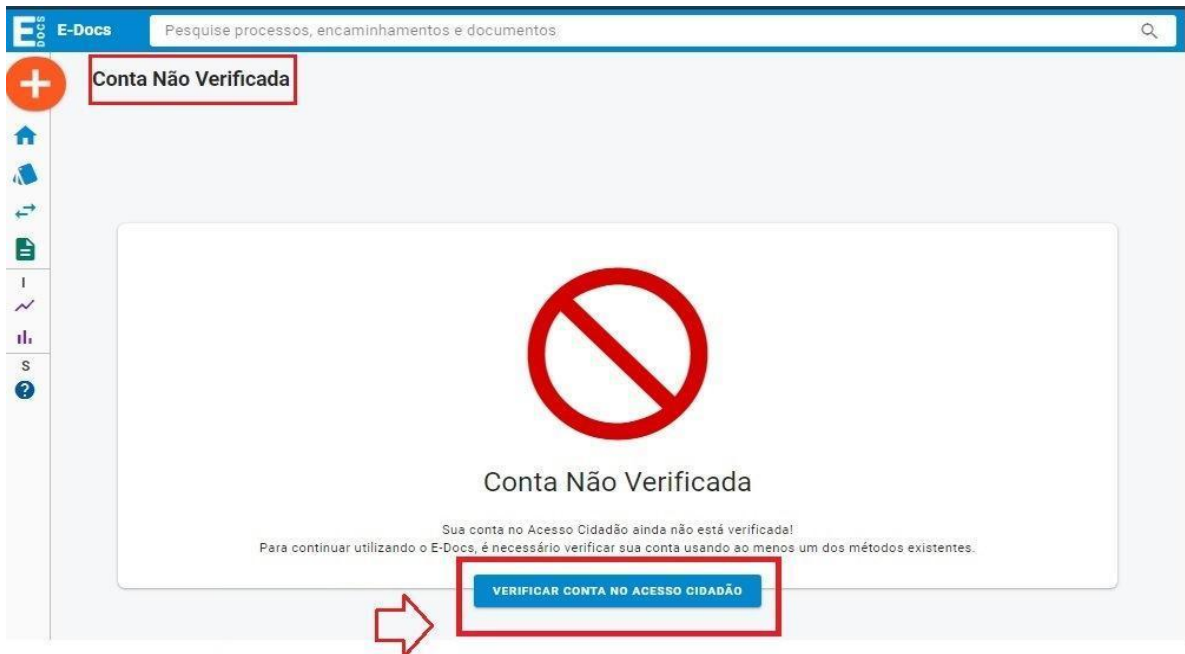 E DOCS E-Docs Pesquise processos, encaminhamentos e documentos
Conta Não Verificada
I
S
?
Conta Não Verificada
Sua conta no Acesso Cidadão ainda não está verificada!
Para continuar utilizando o E-Docs, é necessário verificar sua conta usando ao menos um dos métodos existentes.
VERIFICAR CONTA NO ACESSO CIDADÃO